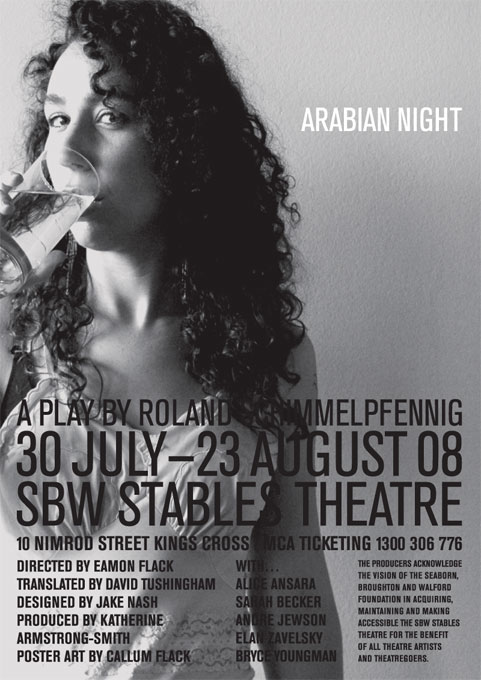 ARABIAN NIGHT
A PLAY BY ROLAND SCHIMMELPFENNIG
30 JULY–23 AUGUST 08
SBW STABLES THEATRE
10 NIMROD STREET KINGS CROSS MCA TICKETING 1300 306 776
DIRECTED BY EAMON FLACK
TRANSLATED BY DAVID TUSHINGHAM
DESIGNED BY JAKE NASH
PRODUCED BY KATHERINE
ARMSTRONG-SMITH
POSTER ART BY CALLUM FLACK
WITH...
ALICE ANSARA
SARAH BECKER
ANDRE JEWSON
ELAN ZAVELSKY
BRYCE YOUNGMAN
THE PRODUCERS ACKNOWLEDGE
THE VISION OF THE SEABORN,
BROUGHTON AND WALFORD
FOUNDATION IN ACQUIRING,
MAINTAINING AND MAKING
ACCESSIBLE THE SBW STABLES
THEATRE FOR THE BENEFIT
OF ALL THEATRE ARTISTS
AND THEATREGOERS.